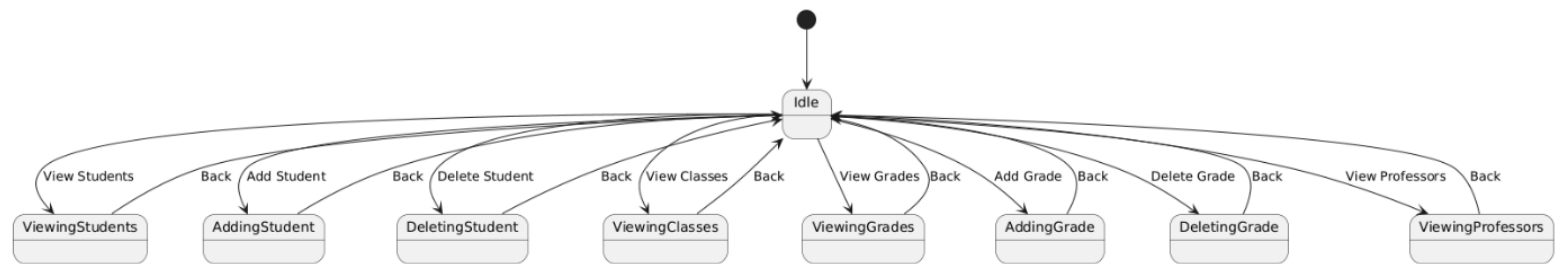 Idle
View Students
Back
Add Student
Back
Delete Student
Back
View Classes
Back
View Grades
Back
Add Grade
Back
Delete Grade
Back
View Professors
Back
ViewingStudents
AddingStudent
DeletingStudent
ViewingClasses
ViewingGrades
AddingGrade
DeletingGrade
ViewingProfessors